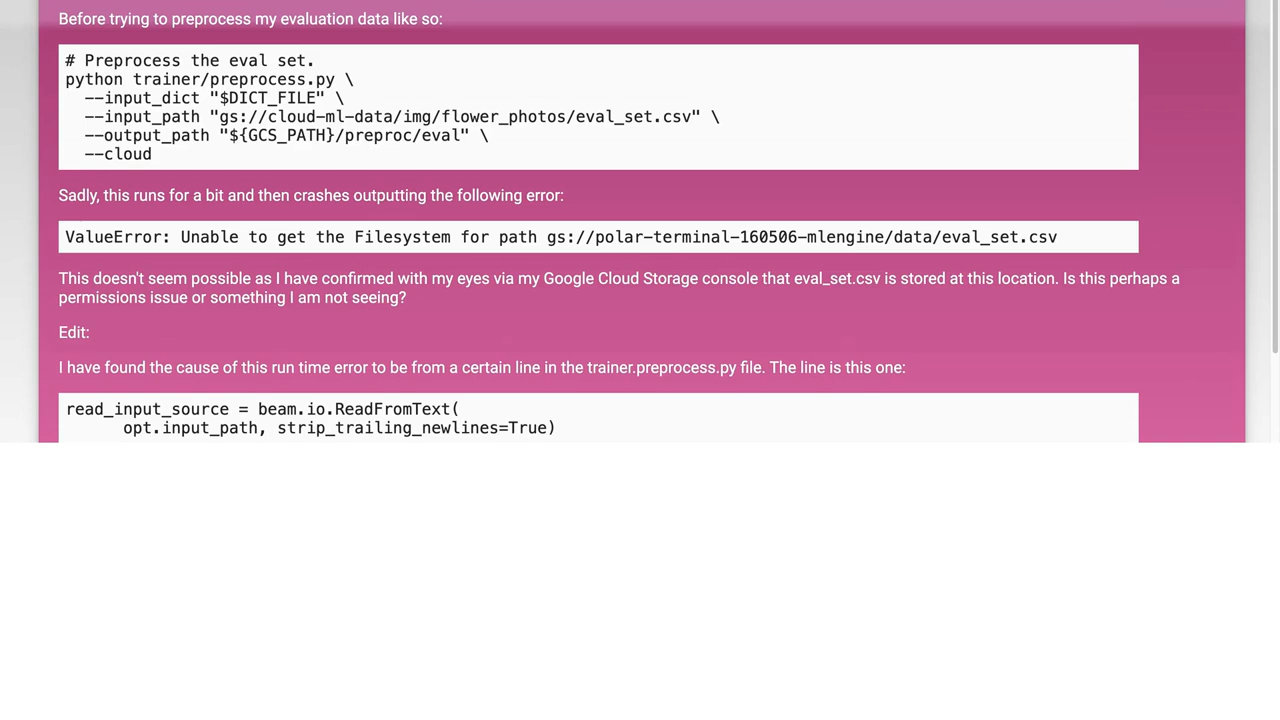 Before trying to preprocess my evaluation data like so:
# Preprocess the eval set.
python trainer/preprocess.py \
  --input_dict "$DICT_FILE" \
  --input_path "gs://cloud-ml-data/img/flower_photos/eval_set.csv" \
  --output_path "${GCS_PATH}/preproc/eval" \
  --cloud
Sadly, this runs for a bit and then crashes outputting the following error:
ValueError: Unable to get the Filesystem for path gs://polar-terminal-160506-mlengine/data/eval_set.csv
This doesn't seem possible as I have confirmed with my eyes via my Google Cloud Storage console that eval_set.csv is stored at this location. Is this perhaps a
permissions issue or something I am not seeing?
Edit:
I have found the cause of this run time error to be from a certain line in the trainer.preprocess.py file. The line is this one:
read_input_source = beam.io.ReadFromText(
      opt.input_path, strip_trailing_newlines=True)